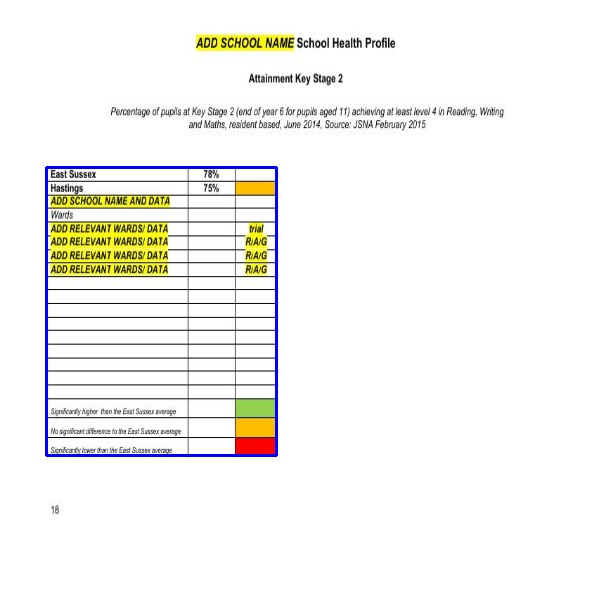 ADD SCHOOL NAME School Health Profile
Attainment Key Stage 2
Percentage of pupils at Key Stage 2 (end of year 6 for pupils aged 11) achieving at least level 4 in Reading, Writing
and Maths, resident based, June 2014, Source: JSNA February 2015
East Sussex 78%
Hastings 75%
ADD SCHOOL NAME AND DATA
Wards
ADD RELEVANT WARDS/ DATA trial
ADD RELEVANT WARDS/ DATA R/A/G
ADD RELEVANT WARDS/ DATA R/A/G
ADD RELEVANT WARDS/ DATA R/A/G
Significantly higher than the East Sussex average
No significant difference to the East Sussex average
Significantly lower than the East Sussex average
18